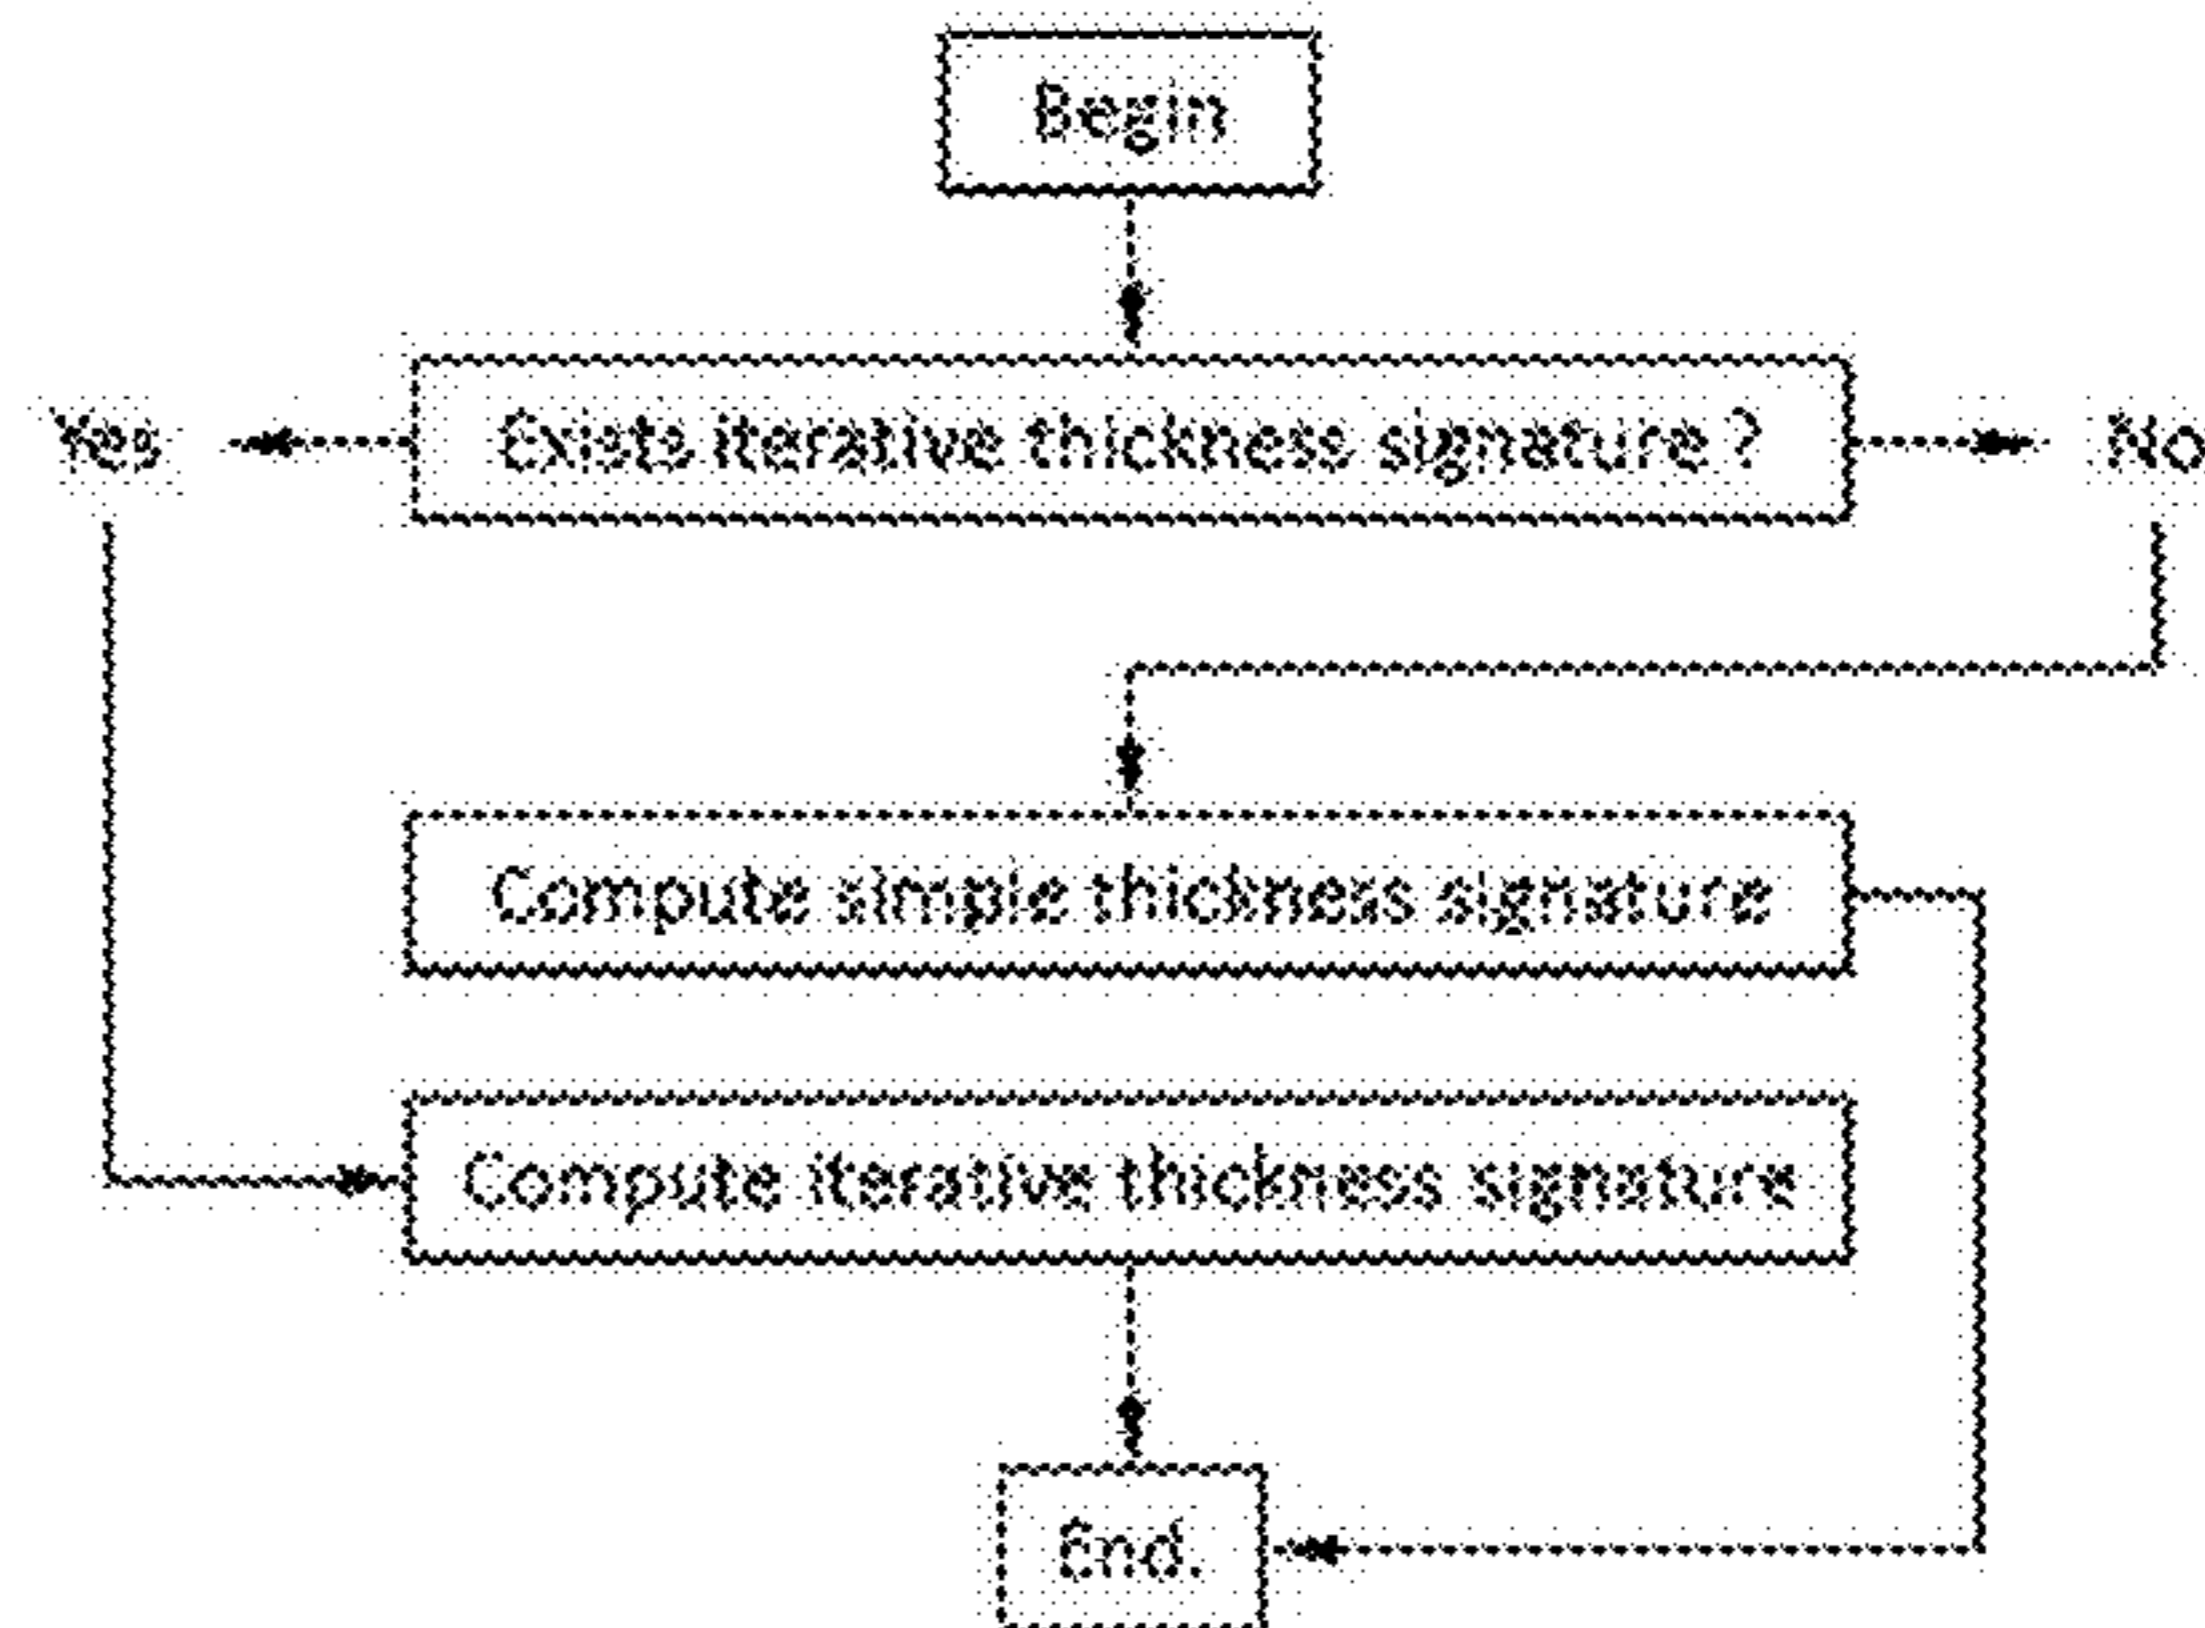 Begin
Yes
Exists iterative thickness signature ?
No
Compute simple thickness signature
Compute iterative thickness signature
End.